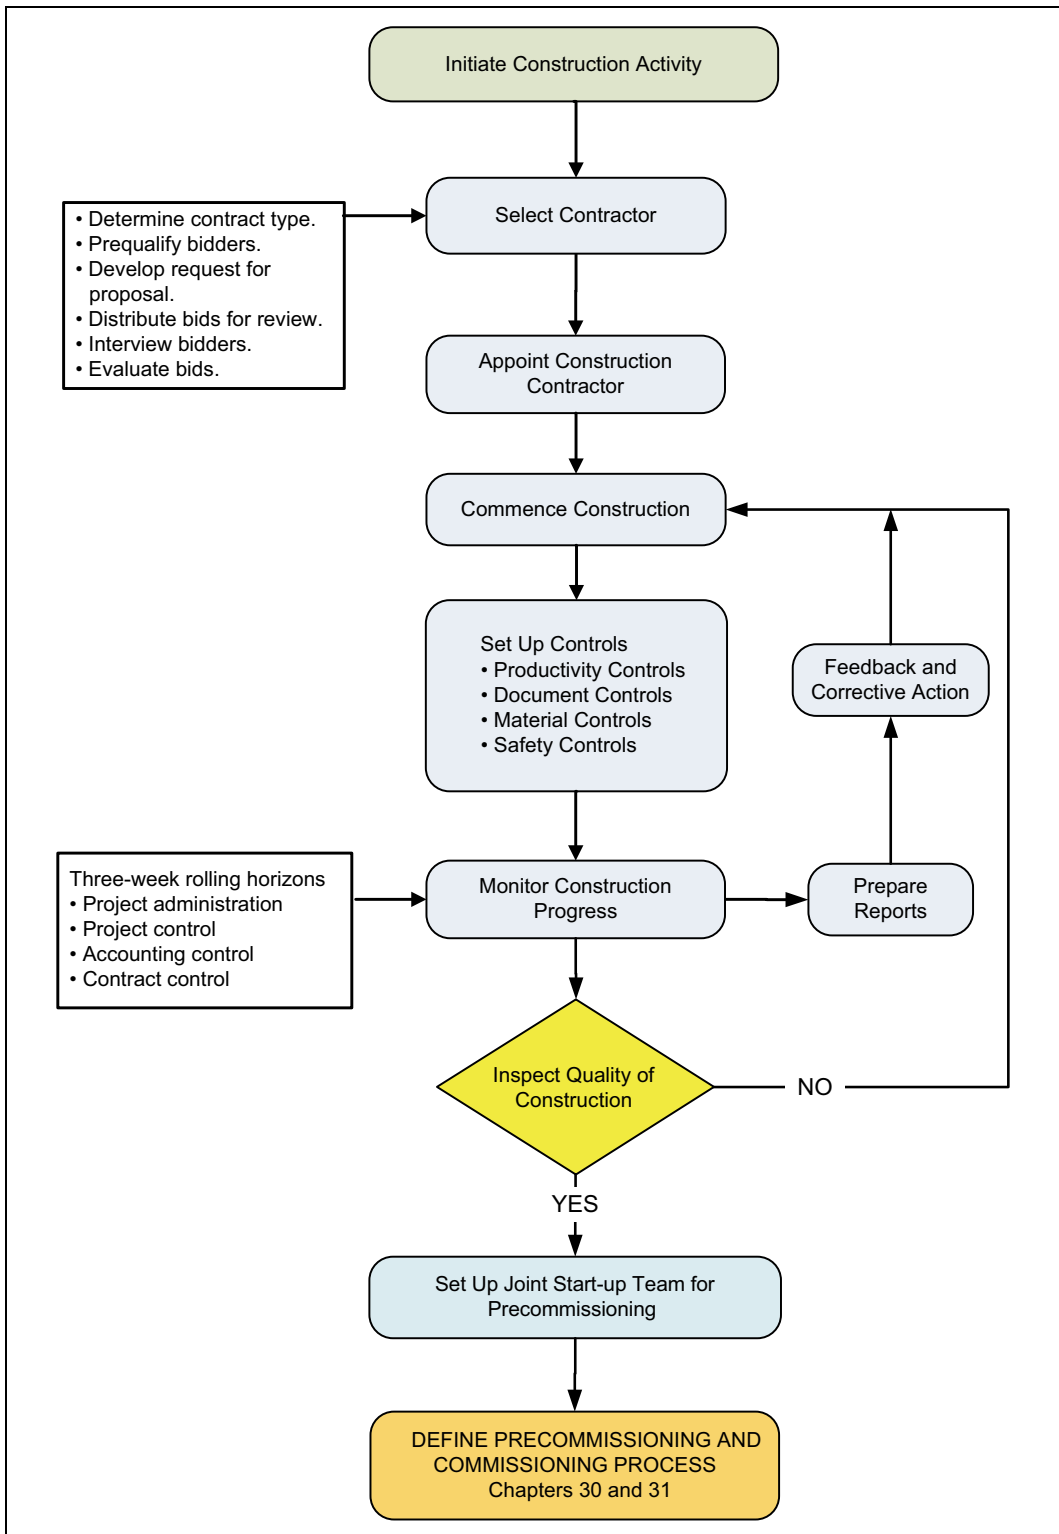 Initiate Construction Activity
Select Contractor
• Determine contract type.
• Prequalify bidders.
• Develop request for
proposal.
• Distribute bids for review.
• Interview bidders.
• Evaluate bids.
Appoint Construction
Contractor
Commence Construction
Set Up Controls
• Productivity Controls
• Document Controls
• Material Controls
• Safety Controls
Feedback and
Corrective Action
Three-week rolling horizons
• Project administration
• Project control
• Accounting control
• Contract control
Monitor Construction
Progress
Prepare
Reports
Inspect Quality of
Construction
NO
YES
Set Up Joint Start-up Team for
Precommissioning
DEFINE PRECOMMISSIONING AND
COMMISSIONING PROCESS
Chapters 30 and 31